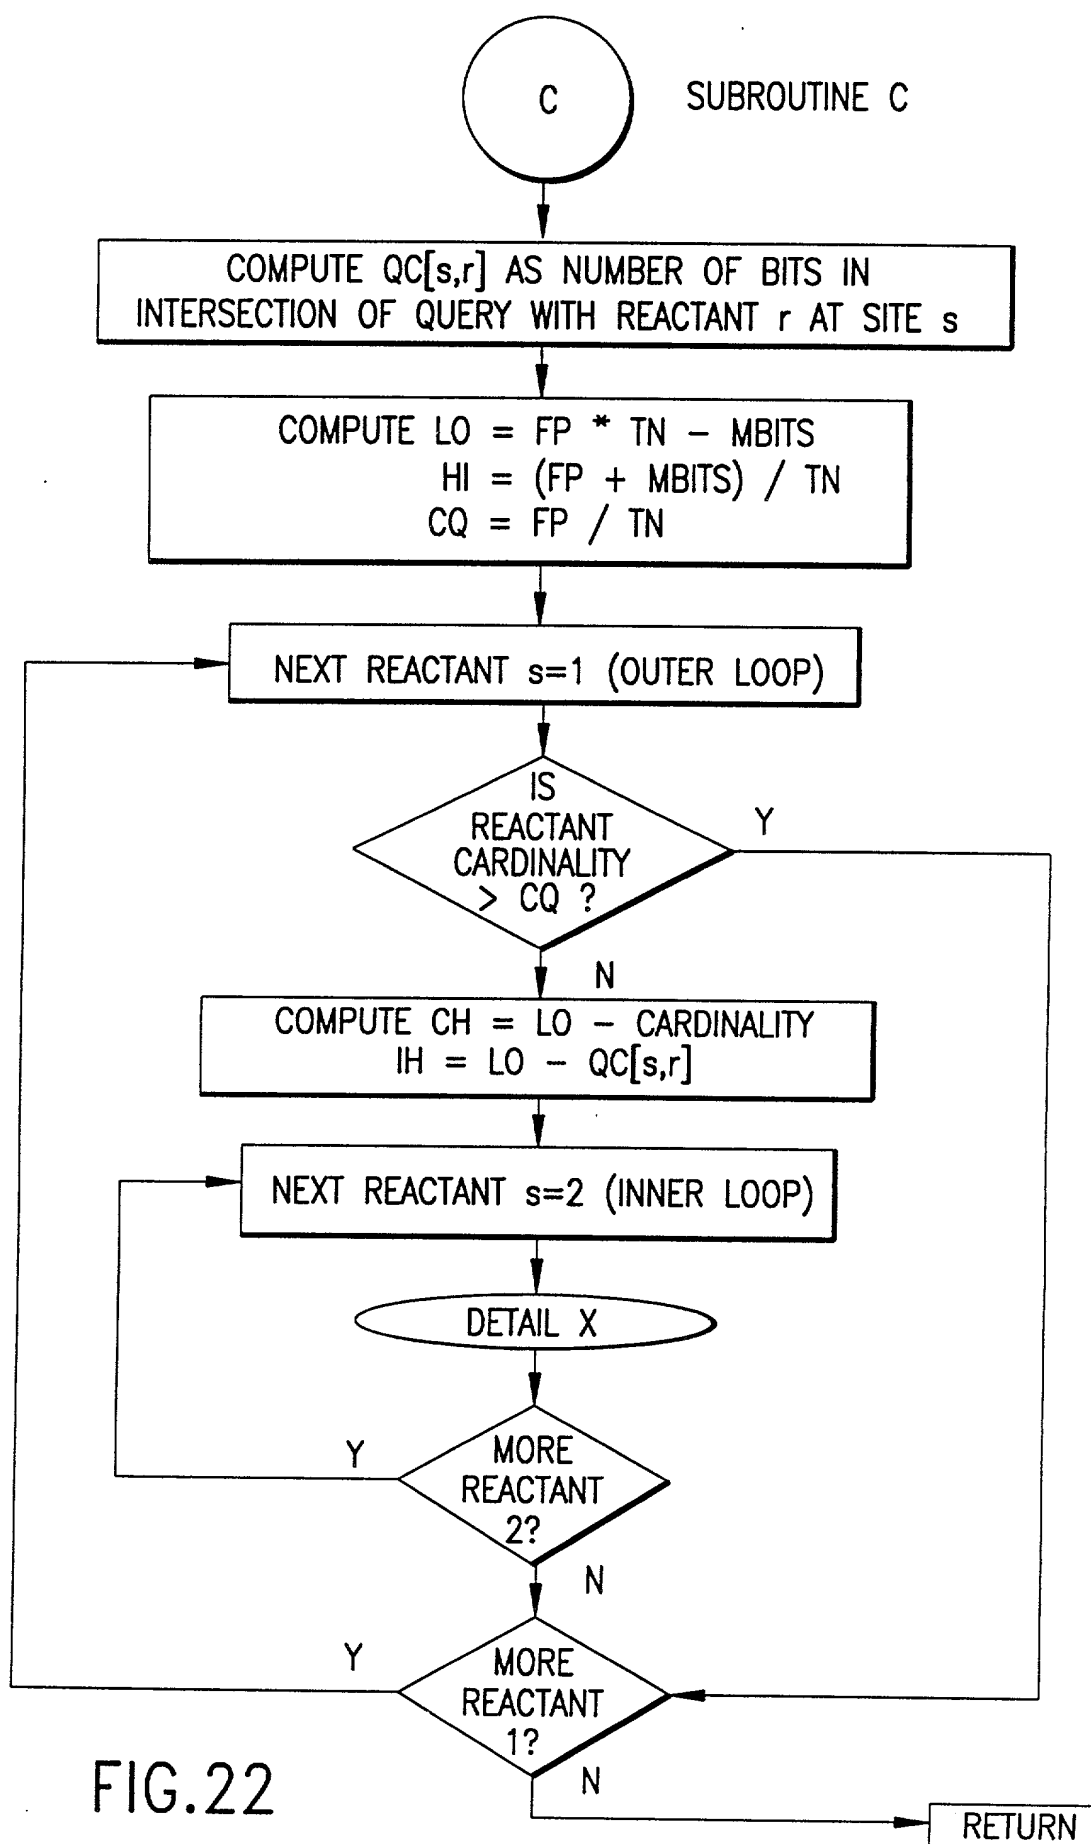 C
SUBROUTINE C
COMPUTE QC[s,r] AS NUMBER OF BITS IN
INTERSECTION OF QUERY WITH REACTANT r AT SITE s
COMPUTE LO = FP * TN - MBITS
HI = (FP + MBITS) / TN
CQ = FP / TN
NEXT REACTANT s=1 (OUTER LOOP)
IS
REACTANT
CARDINALITY
> CQ ?
Y
N
COMPUTE CH = LO - CARDINALITY
IH = LO - QC[s,r]
NEXT REACTANT s=2 (INNER LOOP)
DETAIL X
MORE
REACTANT
2?
Y
N
MORE
REACTANT
1?
Y
N
RETURN
FIG.22